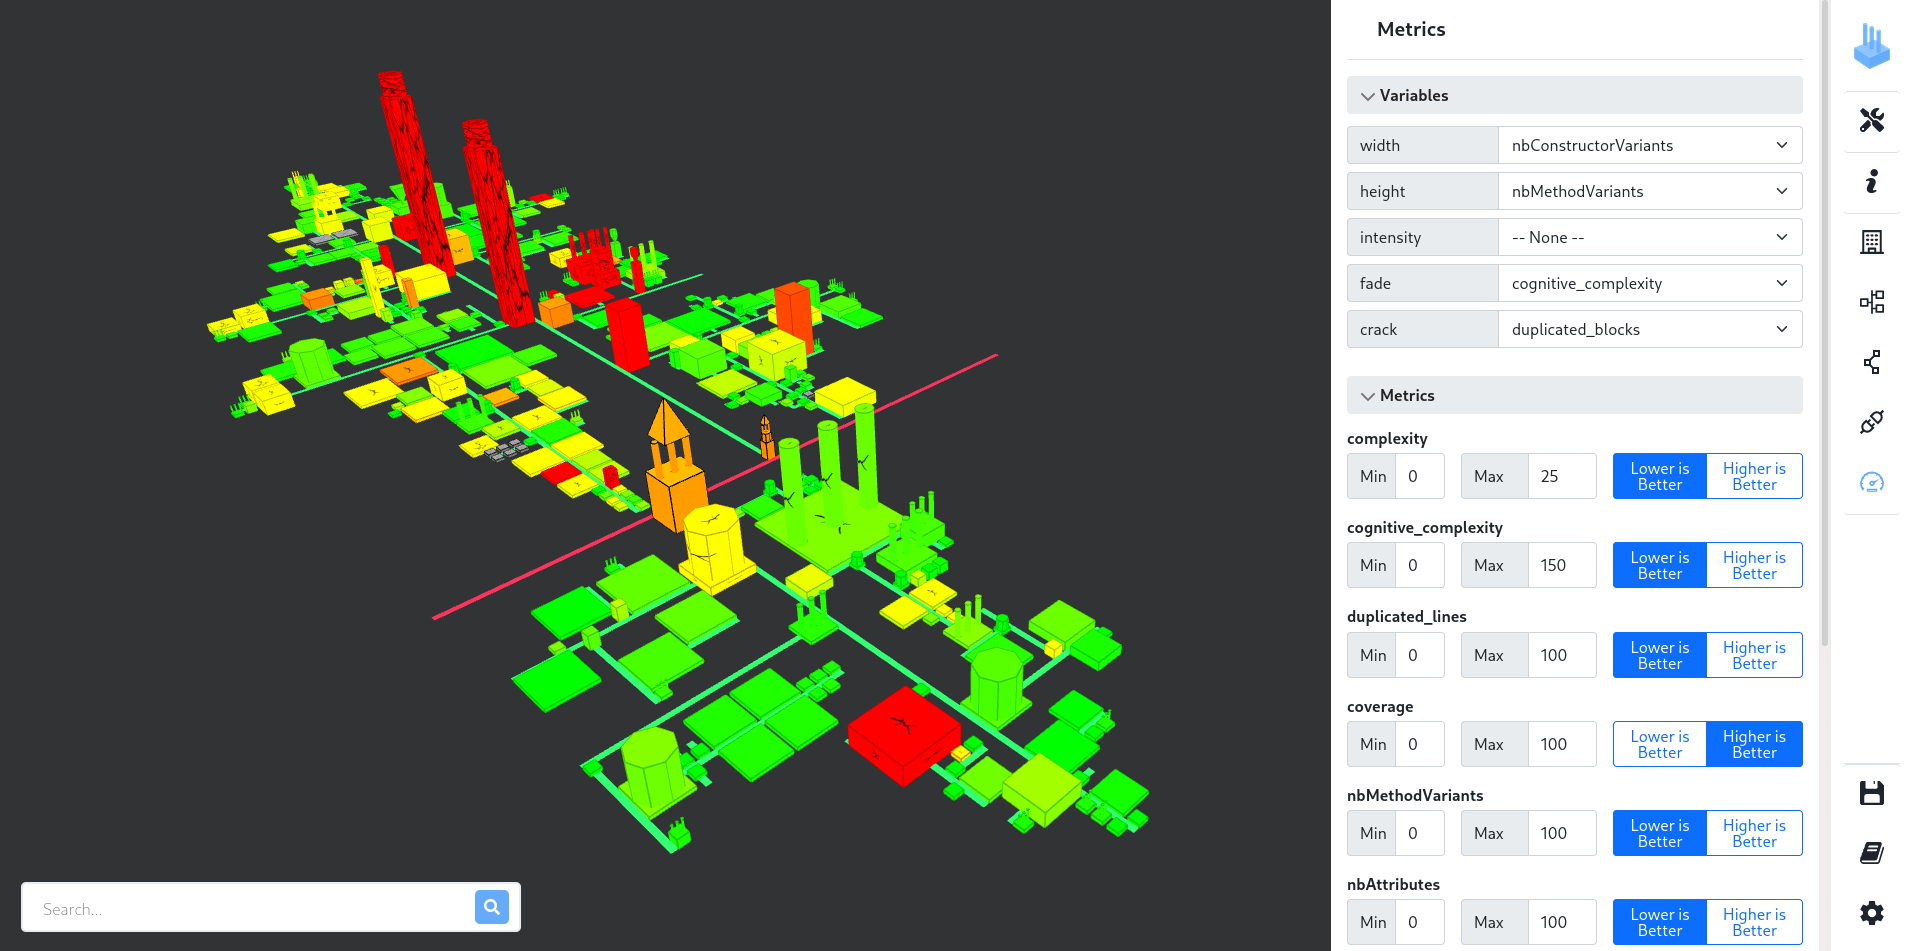 Metrics
Variables
width nbConstructorVariants
height nbMethodVariants
intensity -- None --
fade cognitive_complexity
crack duplicated_blocks
Metrics
complexity
Min 0 Max 25 Lower is Better Higher is Better
cognitive_complexity
Min 0 Max 150 Lower is Better Higher is Better
duplicated_lines
Min 0 Max 100 Lower is Better Higher is Better
coverage
Min 0 Max 100 Lower is Better Higher is Better
nbMethodVariants
Min 0 Max 100 Lower is Better Higher is Better
nbAttributes
Min 0 Max 100 Lower is Better Higher is Better
Search...